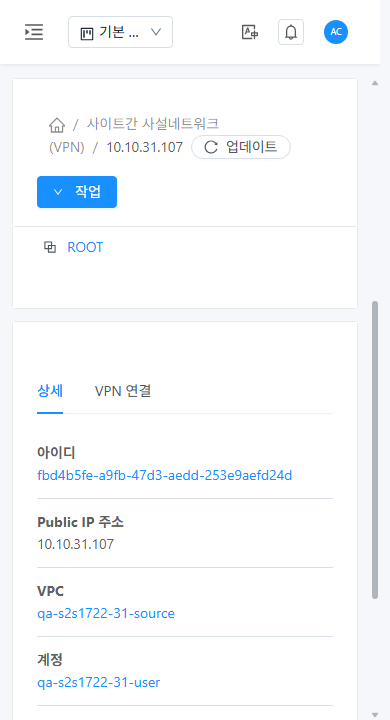 기본 ...
AC
/ 사이트간 사설네트워크
(VPN) / 10.10.31.107 업데이트
작업
ROOT
상세 VPN 연결
아이디
fbd4b5fe-a9fb-47d3-aedd-253e9aefd24d
Public IP 주소
10.10.31.107
VPC
qa-s2s1722-31-source
계정
qa-s2s1722-31-user